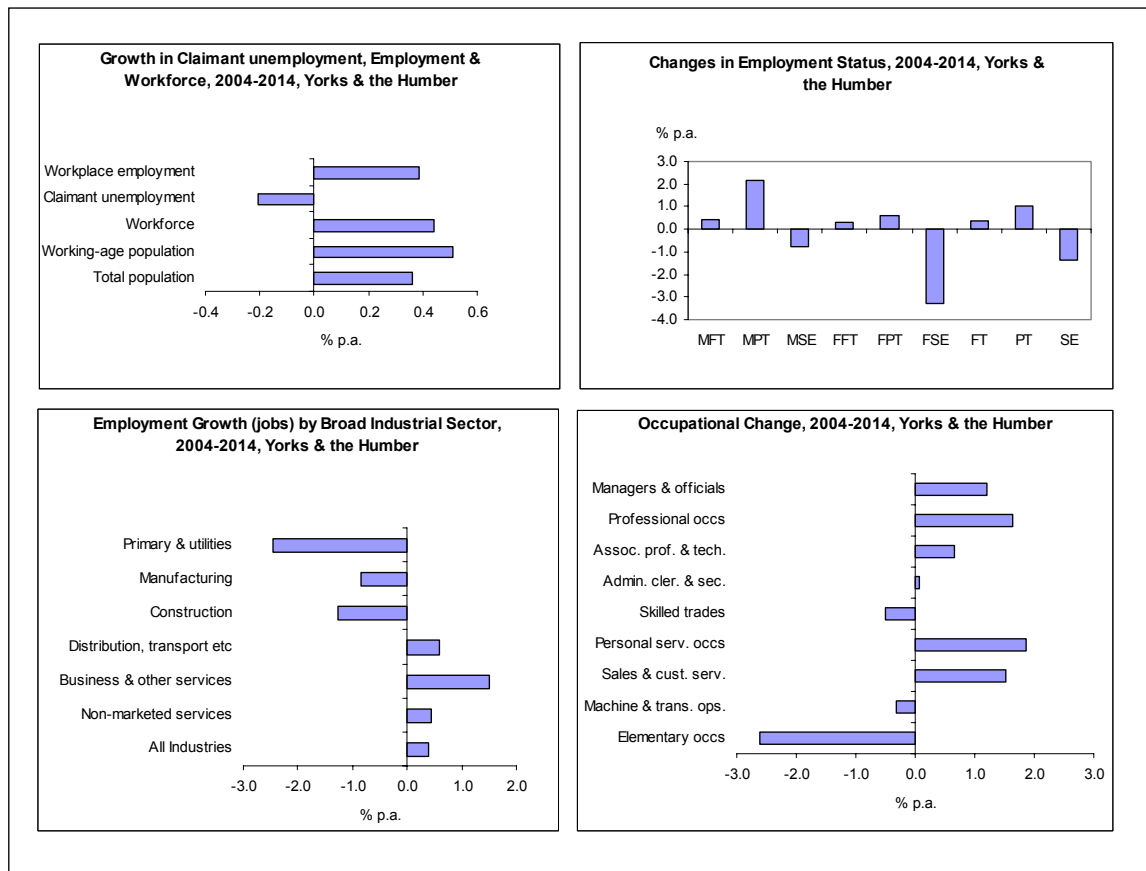 Growth in Claimant unemployment, Employment &
Workforce, 2004-2014, Yorks & the Humber
Workplace employment
Claimant unemployment
Workforce
Working-age population
Total population
-0.4 -0.2 0.0 0.2 0.4 0.6
% p.a.
Changes in Employment Status, 2004-2014, Yorks &
the Humber
% p.a.
3.0
2.0
1.0
0.0
-1.0
-2.0
-3.0
-4.0
MFT MPT MSE FFT FPT FSE FT PT SE
Employment Growth (jobs) by Broad Industrial Sector,
2004-2014, Yorks & the Humber
Primary & utilities
Manufacturing
Construction
Distribution, transport etc
Business & other services
Non-marketed services
All Industries
-3.0 -2.0 -1.0 0.0 1.0 2.0
% p.a.
Occupational Change, 2004-2014, Yorks & the Humber
Managers & officials
Professional occs
Assoc. prof. & tech.
Admin. cler. & sec.
Skilled trades
Personal serv. occs
Sales & cust. serv.
Machine & trans. ops.
Elementary occs
-3.0 -2.0 -1.0 0.0 1.0 2.0 3.0
% p.a.